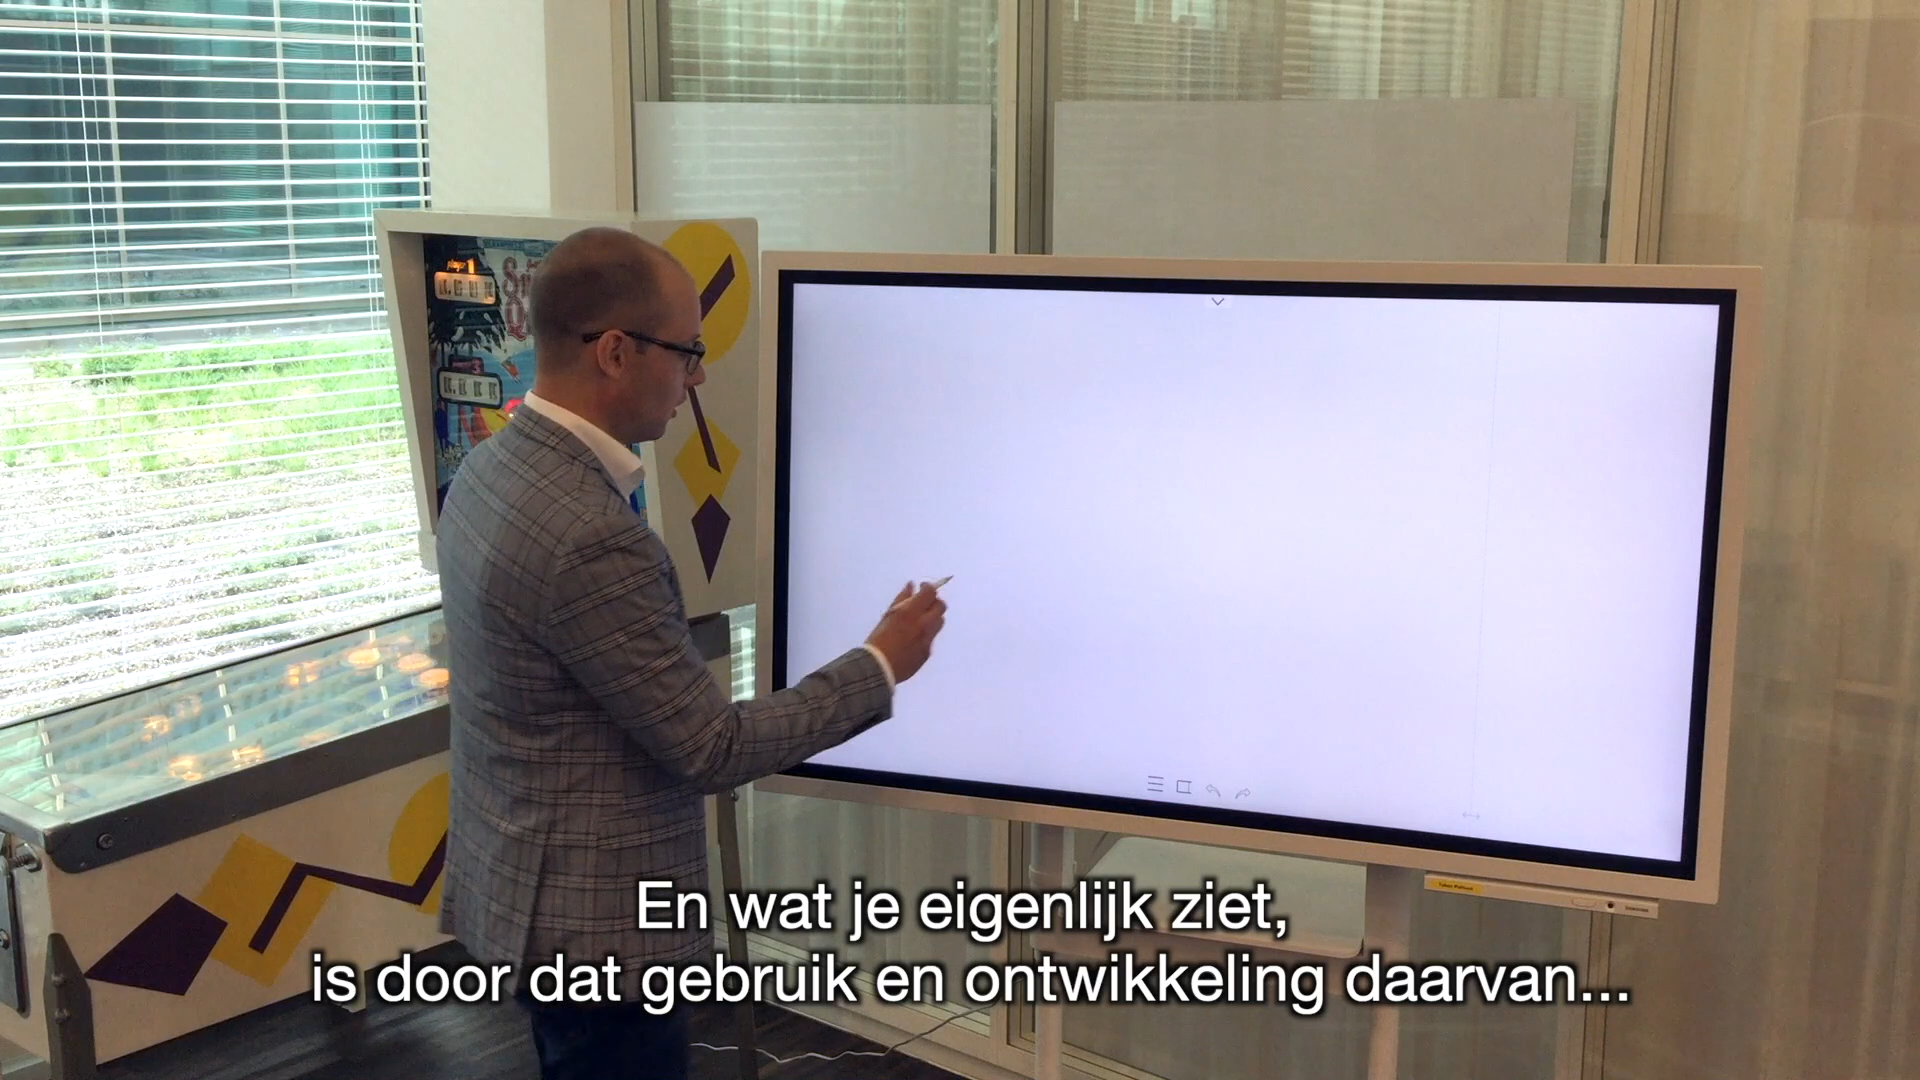 En wat je eigenlijk ziet,
is door dat gebruik en ontwikkeling daarvan...